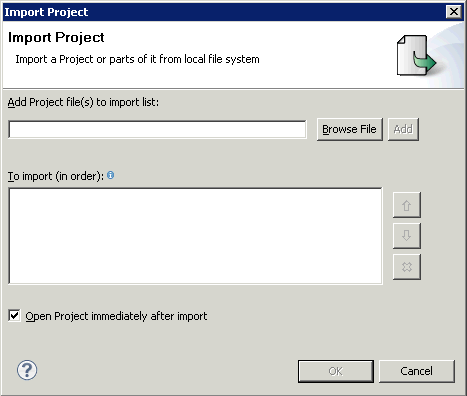 Import Project
Import Project
Import a Project or parts of it from local file system
Add Project file(s) to import list:
Browse File
Add
To import (in order):
Open Project immediately after import
?
OK
Cancel